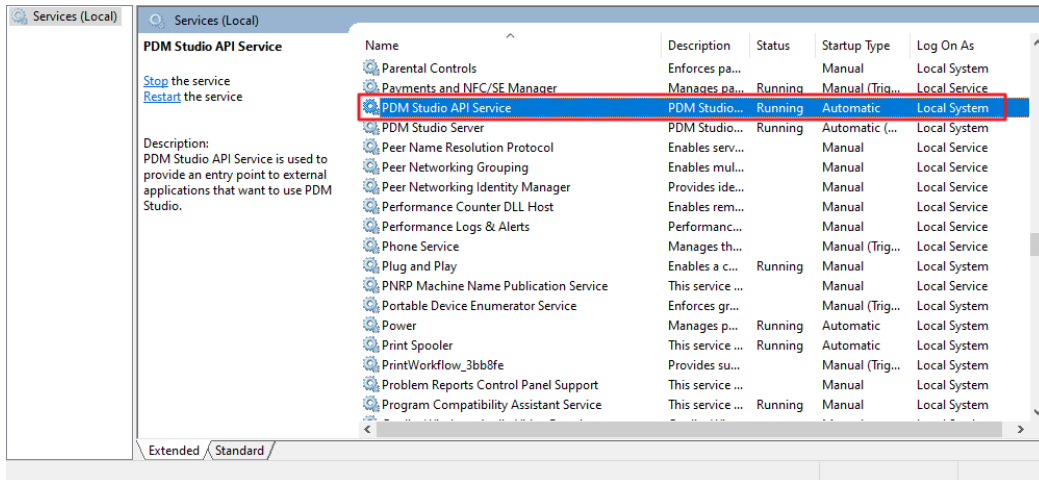 Services (Local)
Services (Local)
PDM Studio API Service
Stop the service
Restart the service
Description:
PDM Studio API Service is used to
provide an entry point to external
applications that want to use PDM
Studio.
Name Description Status Startup Type Log On As
Parental Controls Enforces pa... Manual Local System
Payments and NFC/SE Manager Manages pa... Running Manual (Trig... Local Service
PDM Studio API Service PDM Studio... Running Automatic Local System
PDM Studio Server PDM Studio... Running Automatic (... Local System
Peer Name Resolution Protocol Enables serv... Manual Local Service
Peer Networking Grouping Enables mul... Manual Local Service
Peer Networking Identity Manager Provides ide... Manual Local Service
Performance Counter DLL Host Enables rem... Manual Local Service
Performance Logs & Alerts Performanc... Manual Local Service
Phone Service Manages th... Manual (Trig... Local Service
Plug and Play Enables a c... Running Manual Local System
PNRP Machine Name Publication Service This service ... Manual Local Service
Portable Device Enumerator Service Enforces gr... Manual (Trig... Local System
Power Manages p... Running Automatic Local System
Print Spooler This service ... Running Automatic Local System
PrintWorkflow_3bb8fe Provides su... Manual (Trig... Local System
Problem Reports Control Panel Support This service ... Manual Local System
Program Compatibility Assistant Service This service ... Running Manual Local System
Extended Standard